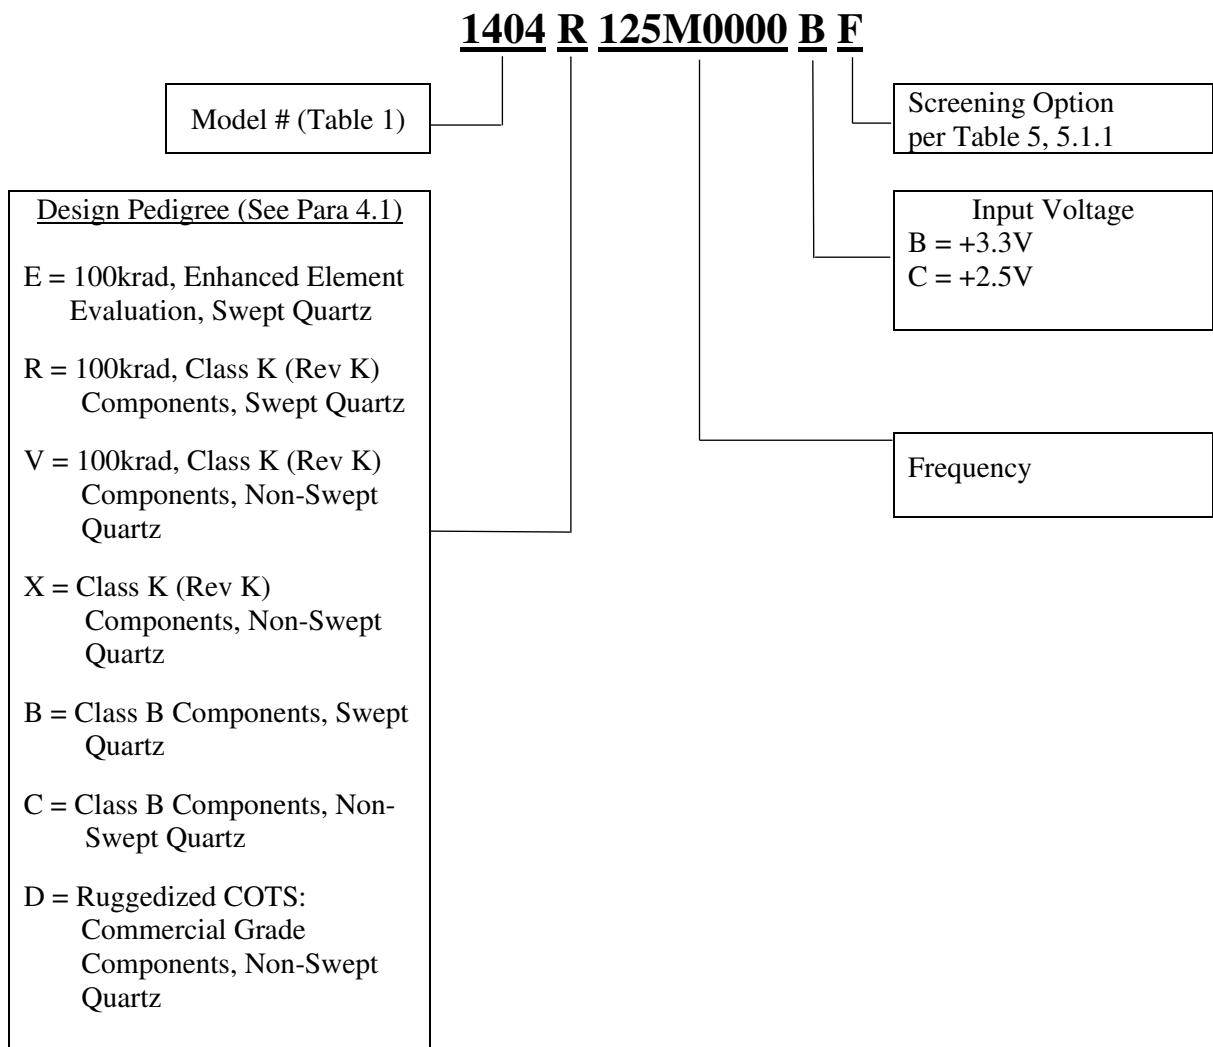 1404 R 125M0000 B F
Model # (Table 1)
Screening Option
per Table 5, 5.1.1
Design Pedigree (See Para 4.1)
E = 100krad, Enhanced Element
Evaluation, Swept Quartz
R = 100krad, Class K (Rev K)
Components, Swept Quartz
V = 100krad, Class K (Rev K)
Components, Non-Swept
Quartz
X = Class K (Rev K)
Components, Non-Swept
Quartz
B = Class B Components, Swept
Quartz
C = Class B Components, Non-
Swept Quartz
D = Ruggedized COTS:
Commercial Grade
Components, Non-Swept
Quartz
Input Voltage
B = +3.3V
C = +2.5V
Frequency